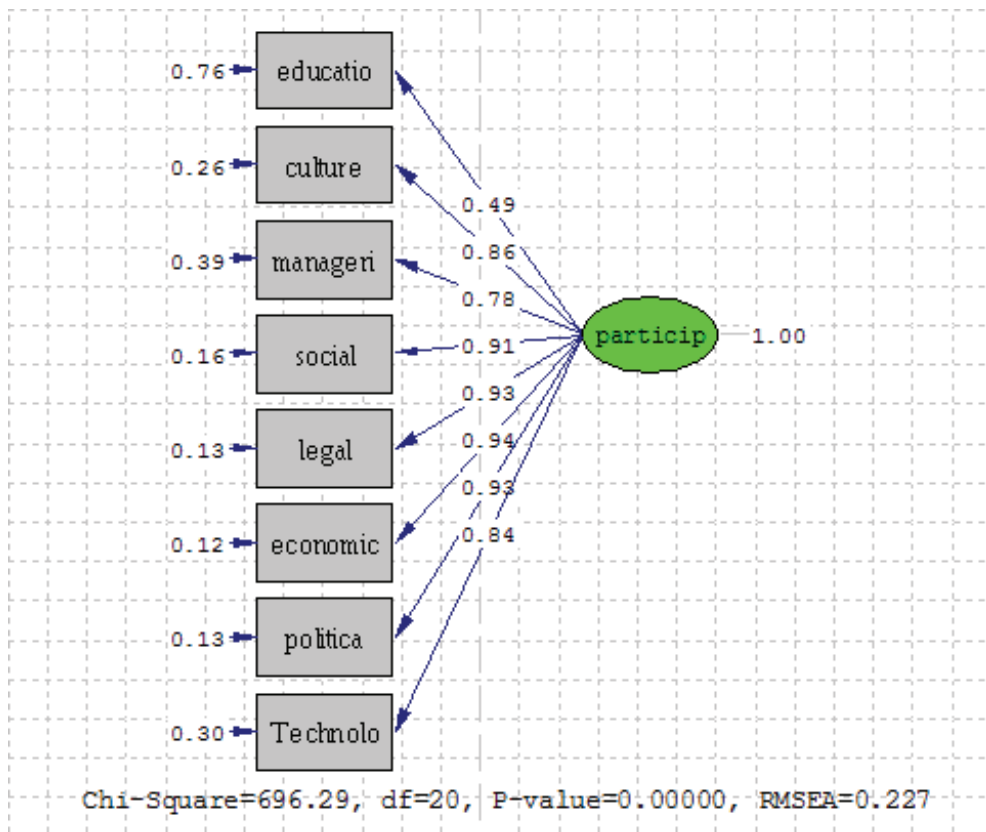 0.76 educatio
0.49
0.26 culture
0.86
0.39 manageri
0.78
particip 1.00
0.16 social
0.91
0.93
0.13 legal
0.94
0.93
0.12 economic
0.84
0.13 politica
0.30 Technolo
Chi-Square=696.29, df=20, P-value=0.00000, RMSEA=0.227